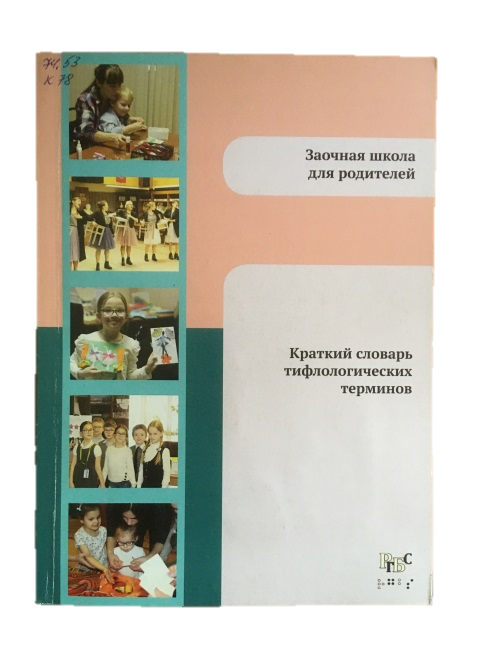 74.53
К 78
Заочная школа
для родителей
Краткий словарь
тифлологических
терминов
РГБС